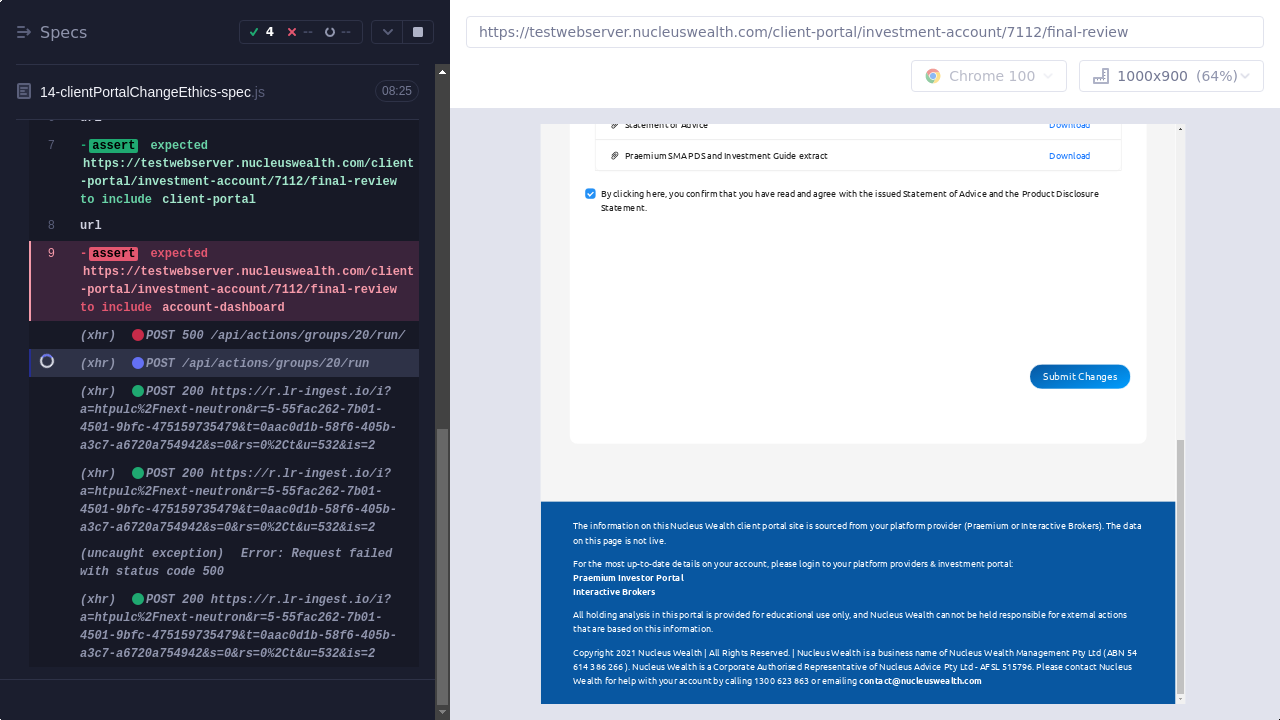 Specs
4
--
--
14-clientPortalChangeEthics-spec.js
08:25
7
- assert expected
https://testwebserver.nucleuswealth.com/client
-portal/investment-account/7112/final-review
to include client-portal
8
url
9
- assert expected
https://testwebserver.nucleuswealth.com/client
-portal/investment-account/7112/final-review
to include account-dashboard
(xhr) POST 500 /api/actions/groups/20/run/
(xhr) POST /api/actions/groups/20/run
(xhr) POST 200 https://r.lr-ingest.io/i?
a=htpulc%2Fnext-neutron&r=5-55fac262-7b01-
4501-9bfc-475159735479&t=0aac0d1b-58f6-405b-
a3c7-a6720a754942&s=0&rs=0%2Ct&u=532&is=2
(xhr) POST 200 https://r.lr-ingest.io/i?
a=htpulc%2Fnext-neutron&r=5-55fac262-7b01-
4501-9bfc-475159735479&t=0aac0d1b-58f6-405b-
a3c7-a6720a754942&s=0&rs=0%2Ct&u=532&is=2
(uncaught exception) Error: Request failed
with status code 500
(xhr) POST 200 https://r.lr-ingest.io/i?
a=htpulc%2Fnext-neutron&r=5-55fac262-7b01-
4501-9bfc-475159735479&t=0aac0d1b-58f6-405b-
a3c7-a6720a754942&s=0&rs=0%2Ct&u=532&is=2
https://testwebserver.nucleuswealth.com/client-portal/investment-account/7112/final-review
Chrome 100
1000x900 (64%)
Statement of Advice
Download
Praemium SMA PDS and Investment Guide extract
Download
By clicking here, you confirm that you have read and agree with the issued Statement of Advice and the Product Disclosure
Statement.
Submit Changes
The information on this Nucleus Wealth client portal site is sourced from your platform provider (Praemium or Interactive Brokers). The data
on this page is not live.
For the most up-to-date details on your account, please login to your platform providers & investment portal:
Praemium Investor Portal
Interactive Brokers
All holding analysis in this portal is provided for educational use only, and Nucleus Wealth cannot be held responsible for external actions
that are based on this information.
Copyright 2021 Nucleus Wealth | All Rights Reserved. | Nucleus Wealth is a business name of Nucleus Wealth Management Pty Ltd (ABN 54
614 386 266 ). Nucleus Wealth is a Corporate Authorised Representative of Nucleus Advice Pty Ltd - AFSL 515796. Please contact Nucleus
Wealth for help with your account by calling 1300 623 863 or emailing contact@nucleuswealth.com